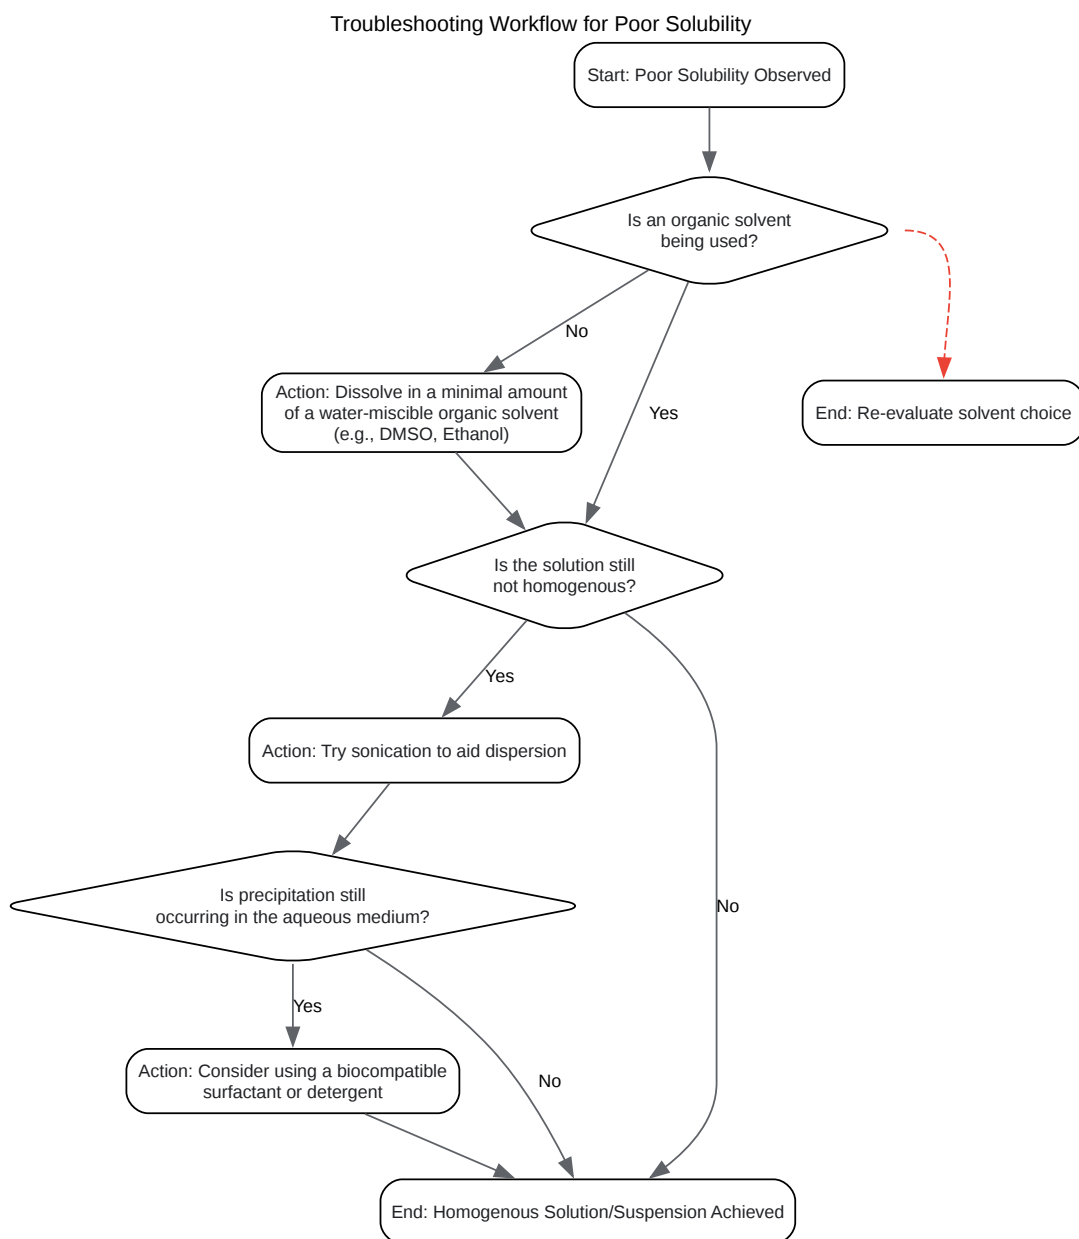 Troubleshooting Workflow for Poor Solubility
Start: Poor Solubility Observed
Is an organic solvent
being used?
No
Action: Dissolve in a minimal amount
of a water-miscible organic solvent
(e.g., DMSO, Ethanol)
Yes
End: Re-evaluate solvent choice
Is the solution still
not homogenous?
Yes
Action: Try sonication to aid dispersion
Is precipitation still
occurring in the aqueous medium?
No
Yes
Action: Consider using a biocompatible
surfactant or detergent
No
End: Homogenous Solution/Suspension Achieved